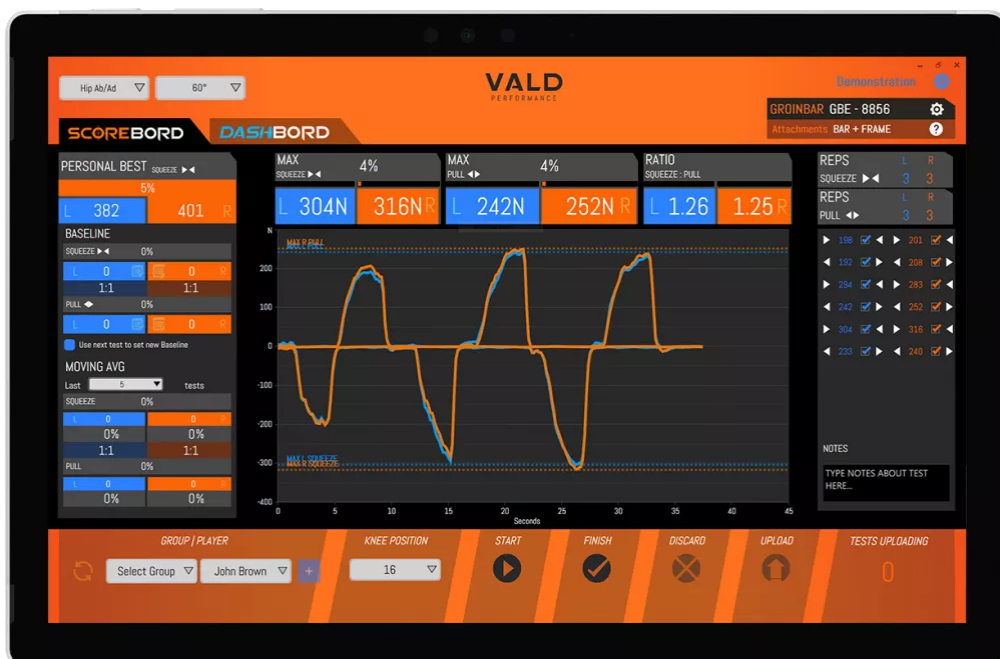 Hip Ab/Ad
60°
VALD
PERFORMANCE
Demonstration
GROINBAR GBE - 8856
Attachments BAR + FRAME
?
SCOREBORD
DASHBORD
PERSONAL BEST SQUEEZE
5%
L 382 401 R
BASELINE
SQUEEZE 0%
L 0 0 R
1:1 1:1
PULL 0%
L 0 0 R
Use next test to set new Baseline
MOVING AVG
Last 5 tests
SQUEEZE 0%
L 0 0 R
0% 0%
1:1 1:1
PULL 0%
L 0 0 R
0% 0%
MAX 4%
SQUEEZE
L 304N 316N R
MAX 4%
PULL
L 242N 252N R
RATIO
SQUEEZE : PULL
L 1.26 1.25 R
N
MAX R PULL
MAX L PULL
200
100
0
-100
-200
-300
-400
MAX L SQUEEZE
MAX R SQUEEZE
0 5 10 15 20 25 30 35 40 45
Seconds
REPS L R
SQUEEZE 3 3
REPS L R
PULL 3 3
198 201
192 208
284 283
242 252
304 316
233 240
NOTES
TYPE NOTES ABOUT TEST
HERE...
GROUP | PLAYER
Select Group
John Brown
+
KNEE POSITION
16
START
FINISH
DISCARD
UPLOAD
TESTS UPLOADING
0